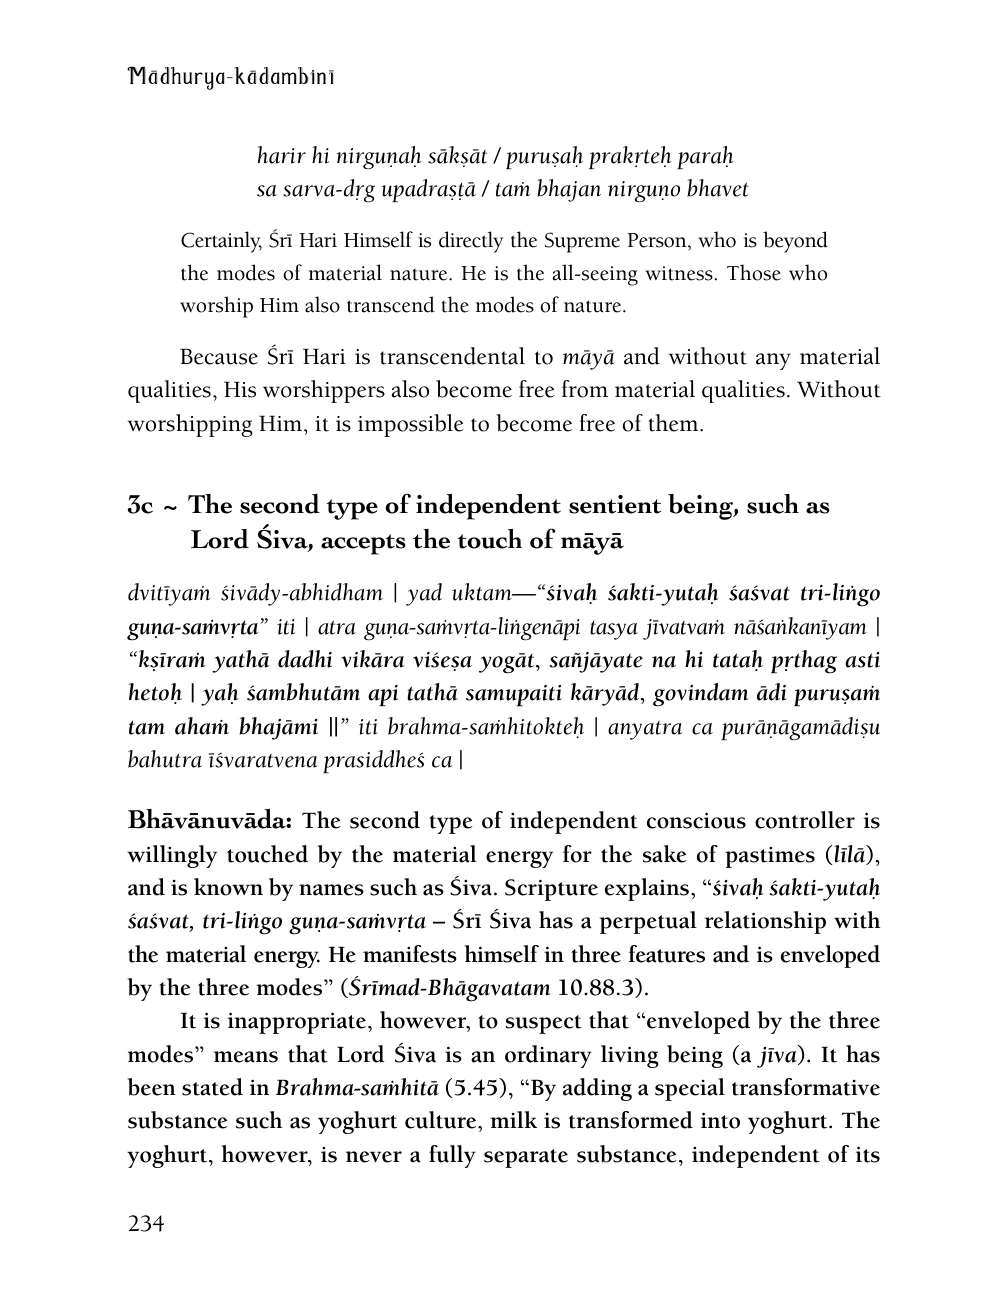 Mādhurya-kādambinī
harir hi nirguṇaḥ sākṣāt / puruṣaḥ prakṛteḥ paraḥ
sa sarva-dṛg upadraṣṭā / taṁ bhajan nirguṇo bhavet
Certainly, Śrī Hari Himself is directly the Supreme Person, who is beyond
the modes of material nature. He is the all-seeing witness. Those who
worship Him also transcend the modes of nature.
Because Śrī Hari is transcendental to māyā and without any material
qualities, His worshippers also become free from material qualities. Without
worshipping Him, it is impossible to become free of them.
3c ~ The second type of independent sentient being, such as
Lord Śiva, accepts the touch of māyā
dvitīyaṁ śivādy-abhidham | yad uktam—“śivaḥ śakti-yutaḥ śaśvat tri-liṅgo
guṇa-saṁvṛta” iti | atra guṇa-saṁvṛta-liṅgenāpi tasya jīvatvaṁ nāśaṅkanīyam |
“kṣīraṁ yathā dadhi vikāra viśeṣa yogāt, sañjāyate na hi tataḥ pṛthag asti
hetoḥ | yaḥ śambhutām api tathā samupaiti kāryād, govindam ādi puruṣaṁ
tam ahaṁ bhajāmi ||” iti brahma-saṁhitokteḥ | anyatra ca purāṇāgamādiṣu
bahutra īśvaratvena prasiddheś ca |
Bhāvānuvāda: The second type of independent conscious controller is
willingly touched by the material energy for the sake of pastimes (līlā),
and is known by names such as Śiva. Scripture explains, “śivaḥ śakti-yutaḥ
śaśvat, tri-liṅgo guṇa-saṁvṛta – Śrī Śiva has a perpetual relationship with
the material energy. He manifests himself in three features and is enveloped
by the three modes” (Śrīmad-Bhāgavatam 10.88.3).
It is inappropriate, however, to suspect that “enveloped by the three
modes” means that Lord Śiva is an ordinary living being (a jīva). It has
been stated in Brahma-saṁhitā (5.45), “By adding a special transformative
substance such as yoghurt culture, milk is transformed into yoghurt. The
yoghurt, however, is never a fully separate substance, independent of its
234